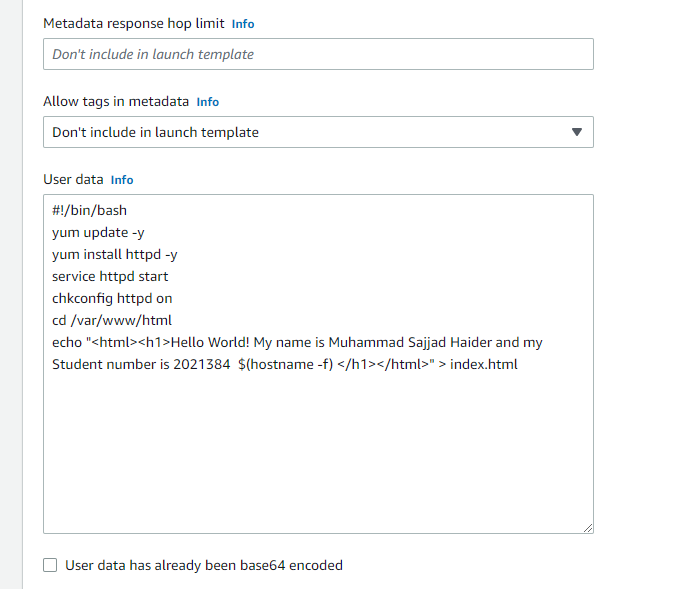 Metadata response hop limit Info
Don't include in launch template
Allow tags in metadata Info
Don't include in launch template
User data Info
#!/bin/bash
yum update -y
yum install httpd -y
service httpd start
chkconfig httpd on
cd /var/www/html
echo "<html><h1>Hello World! My name is Muhammad Sajjad Haider and my
Student number is 2021384  $(hostname -f) </h1></html>" > index.html
User data has already been base64 encoded